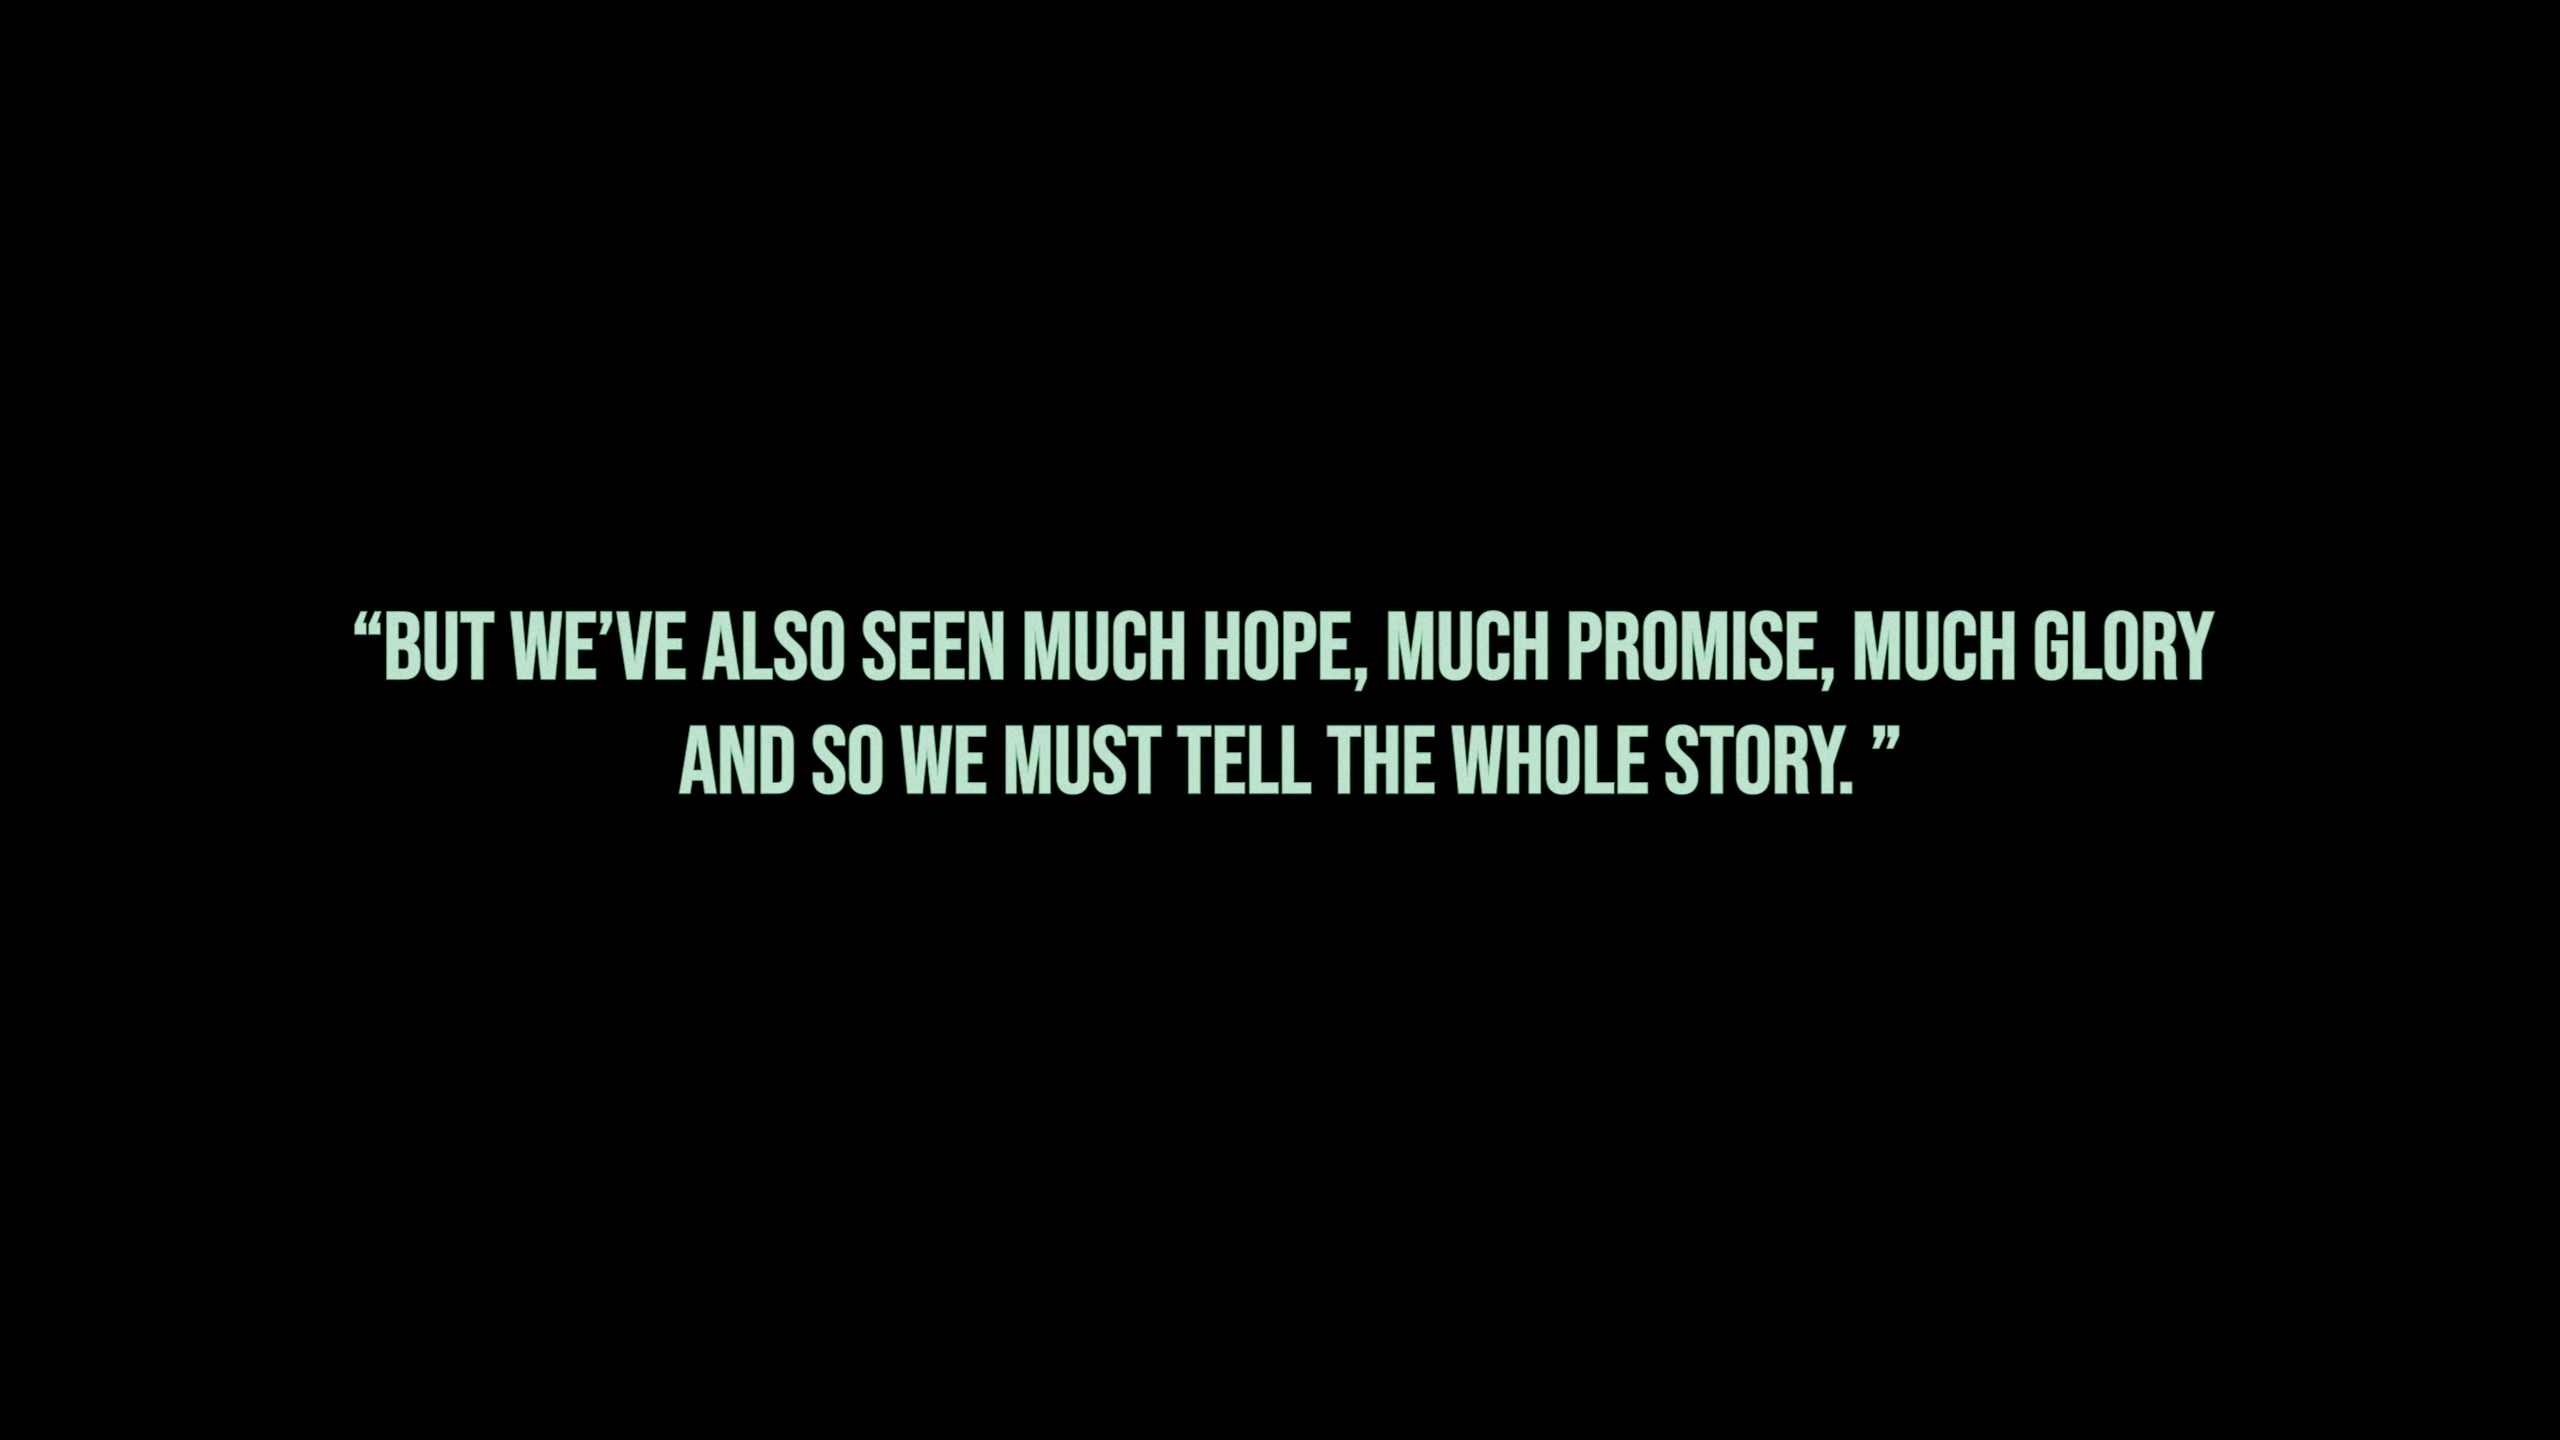 “BUT WE’VE ALSO SEEN MUCH HOPE, MUCH PROMISE, MUCH GLORY
AND SO WE MUST TELL THE WHOLE STORY. ”